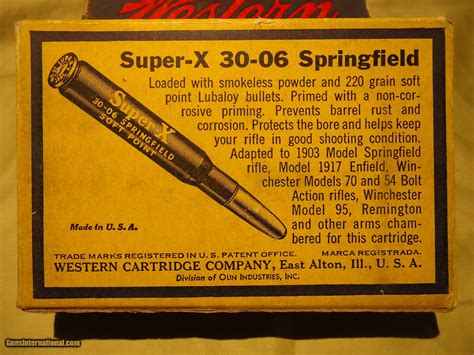 Western
Super-X 30-06 Springfield
Loaded with smokeless powder and 220 grain soft
point Lubaloy bullets. Primed with a non-cor-
rosive priming. Prevents barrel rust and
corrosion. Protects the bore and helps keep
your rifle in good shooting condition.
Adapted to 1903 Model Springfield
rifle, Model 1917 Enfield, Win-
chester Models 70 and 54 Bolt
Action rifles, Winchester
Model 95, Remington
and other arms cham-
bered for this cartridge.
Super-X
30-06 SPRINGFIELD
SOFT POINT
Made in U. S. A.
TRADE MARKS REGISTERED IN U. S. PATENT OFFICE. MARCA REGISTRADA.
WESTERN CARTRIDGE COMPANY, East Alton, Ill., U. S. A.
Division of OLIN INDUSTRIES, INC.
GunsInternational.com